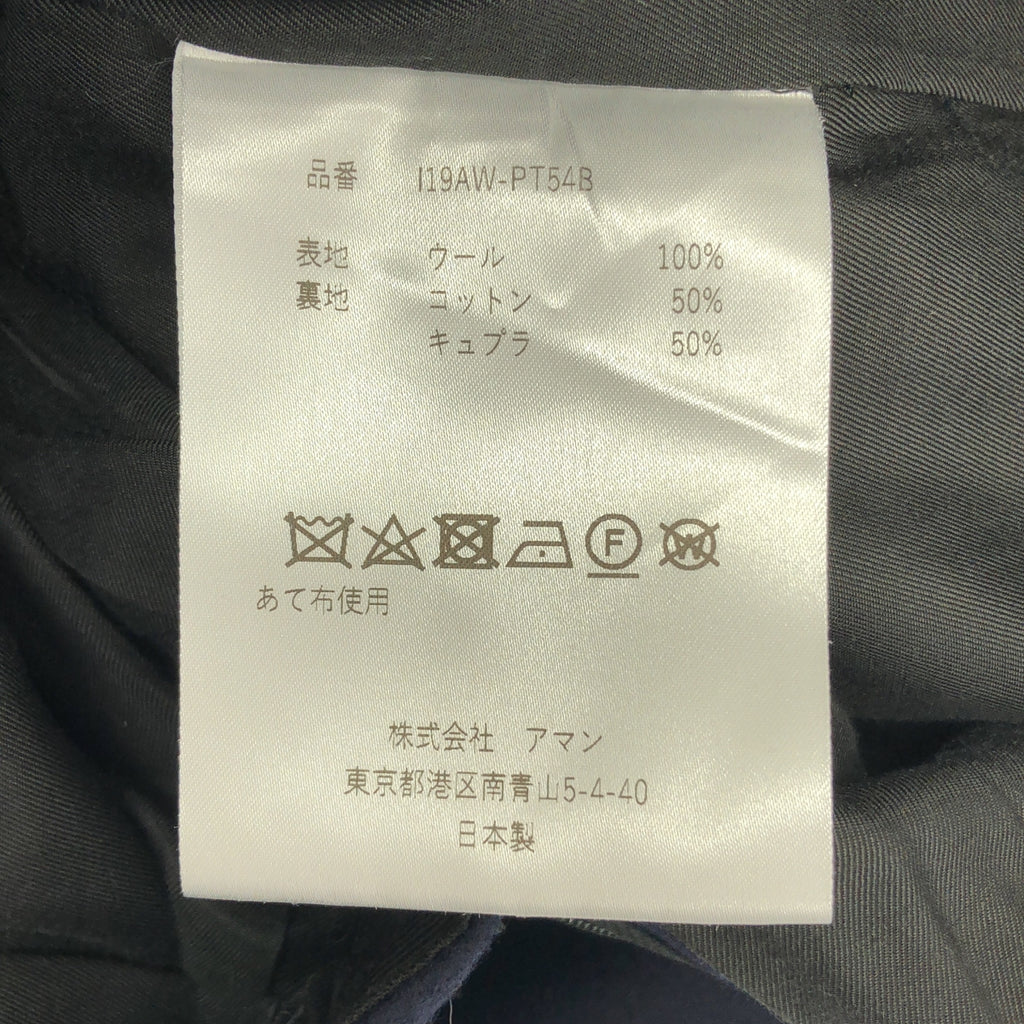 品番 I19AW-PT54B
表地 ウール 100%
裏地 コットン 50%
キュプラ 50%
F W
あて布使用
株式会社 アマン
東京都港区南青山5-4-40
日本製